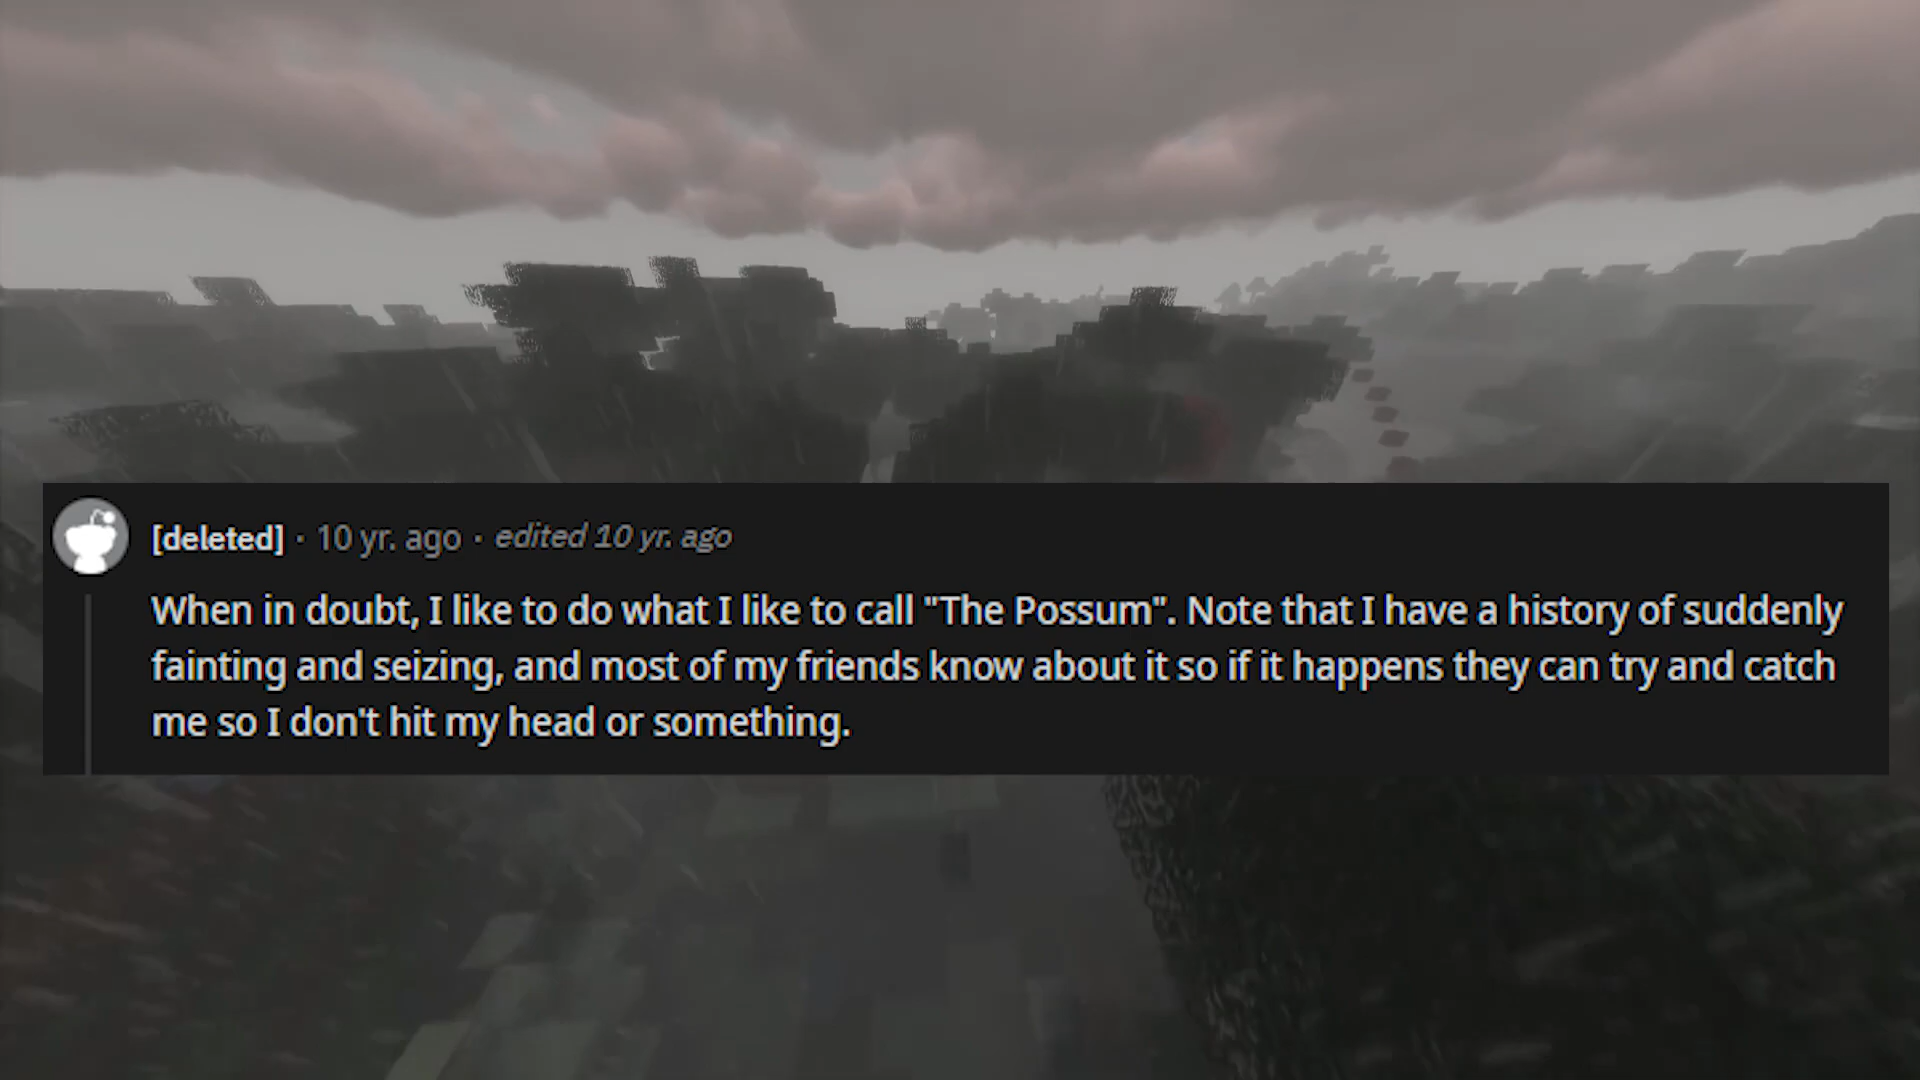 [deleted] · 10 yr. ago · edited 10 yr. ago
When in doubt, I like to do what I like to call "The Possum". Note that I have a history of suddenly
fainting and seizing, and most of my friends know about it so if it happens they can try and catch
me so I don't hit my head or something.